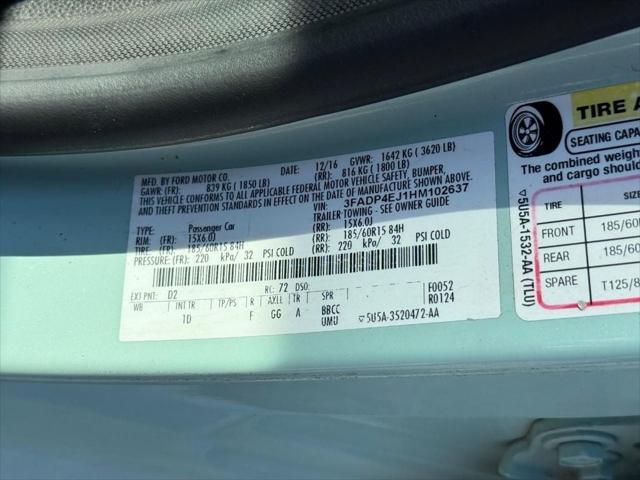 MFD. BY FORD MOTOR CO. DATE: 12/16 GVWR: 1642 KG ( 3620 LB)
GAWR: (FR): 839 KG ( 1850 LB) (RR): 816 KG ( 1800 LB)
THIS VEHICLE CONFORMS TO ALL APPLICABLE FEDERAL MOTOR VEHICLE SAFETY, BUMPER,
AND THEFT PREVENTION STANDARDS IN EFFECT ON THE DATE OF MANUFACTURE SHOWN ABOVE.
VIN: 3FADP4EJ1HM102637
TYPE: Passenger Car TRAILER TOWING - SEE OWNER GUIDE
RIM: (FR): 15X6.0J (RR): 15X6.0J
TIRE (FR): 185/60R15 84H (RR): 185/60R15 84H
PRESSURE: (FR): 220 kPa/ 32 PSI COLD (RR): 220 kPa/ 32 PSI COLD
EXT PNT: D2 RC: 72 DSO: F0052
WB INT TR TP/PS R AXLE TR SPR R0124
1D F GG A BBCC
UMU ▽5U5A-3520472-AA
TIRE A
SEATING CAPA
The combined weigh
and cargo should
TIRE SIZE
FRONT 185/60
REAR 185/60
SPARE T125/8
▽5U5A-1532-AA (TLU)